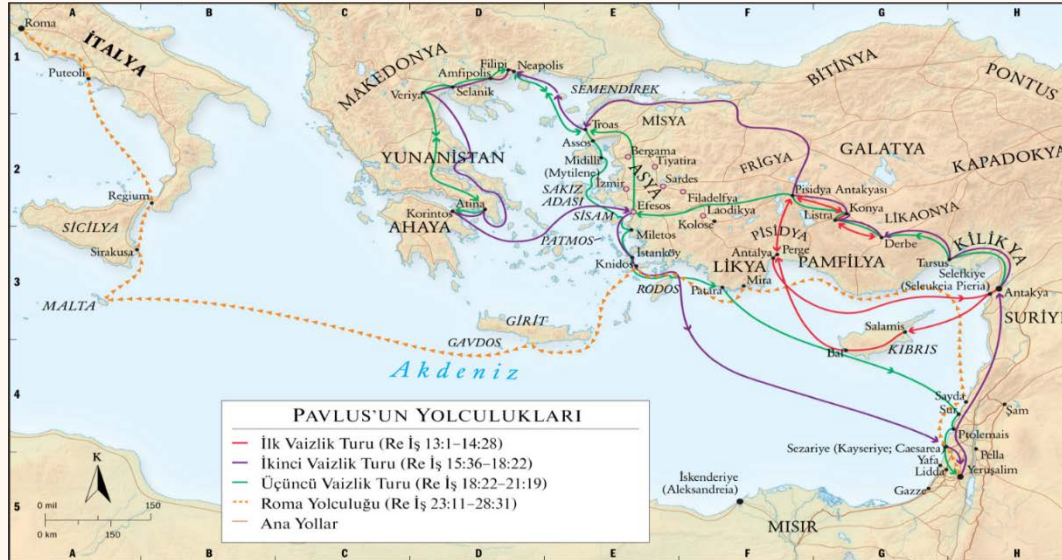 A B C D E F G H
1
2
3
4
5
Roma
İTALYA
Puteoli
Regium
SİCİLYA
Sirakusa
MALTA
MAKEDONYA
Filipi
Neapolis
Amfipolis
Selanik
Veriya
SEMENDİREK
Troas
Assos
MİSYA
BİTİNYA
PONTUS
YUNANİSTAN
Midilli
(Mytilene)
Bergama
Tiyatira
ASYA
FRİGYA
GALATYA
KAPADOKYA
Sardes
İzmir
SAKIZ
ADASI
Filadelfya
Pisidya Antakyası
Atina
Korintos
AHAYA
Efesos
Laodikya
Konya
SİSAM
Kolose
Listra
LİKAONYA
PATMOS
Miletos
PİSİDYA
Derbe
KİLİKYA
İstanköy
Antalya
Perge
Tarsus
Knidos
LİKYA
PAMFİLYA
Selefkiye
(Seleukeia Pieria)
RODOS
Patara
Mira
Antakya
SURİYE
GİRİT
GAVDOS
Salamis
Baf
KIBRIS
Akdeniz
Sayda
Sur
Şam
Ptolemais
Sezariye (Kayseriye; Caesarea)
Pella
Yafa
Lidda
Yeruşalim
Gazze
İskenderiye
(Aleksandreia)
MISIR
K
0 mil 150
0 km 150
PAVLUS'UN YOLCULUKLARI
İlk Vaizlik Turu (Re İş 13:1–14:28)
İkinci Vaizlik Turu (Re İş 15:36–18:22)
Üçüncü Vaizlik Turu (Re İş 18:22–21:19)
Roma Yolculuğu (Re İş 23:11–28:31)
Ana Yollar
A B C D E F G H